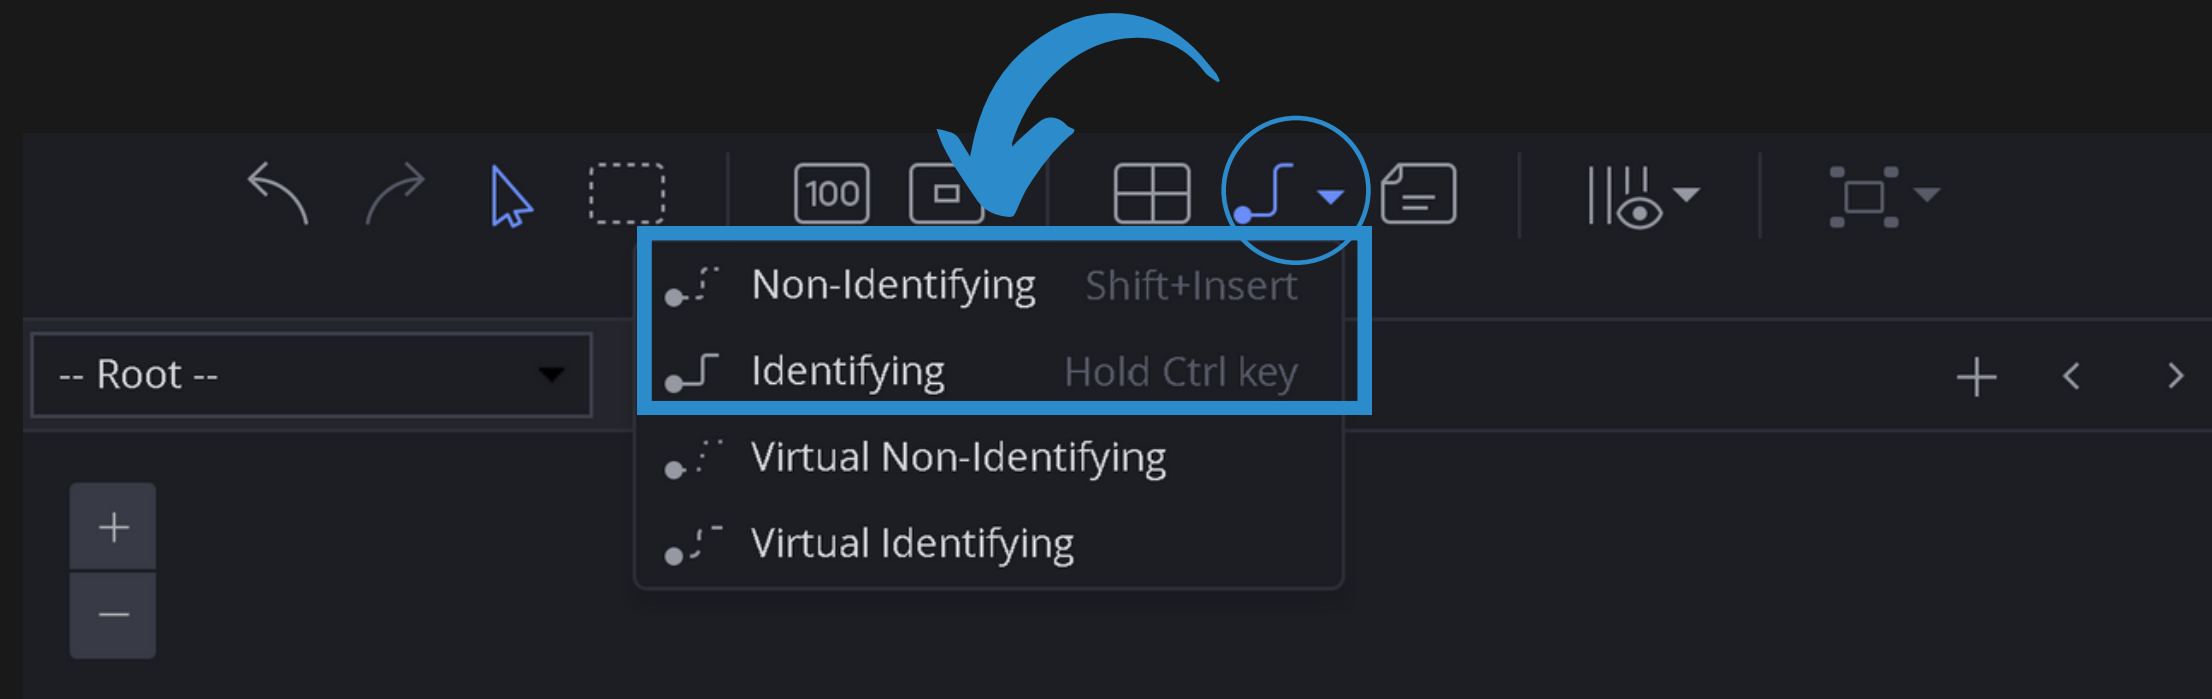 100
Non-Identifying Shift+Insert
-- Root --
Identifying Hold Ctrl key
Virtual Non-Identifying
Virtual Identifying